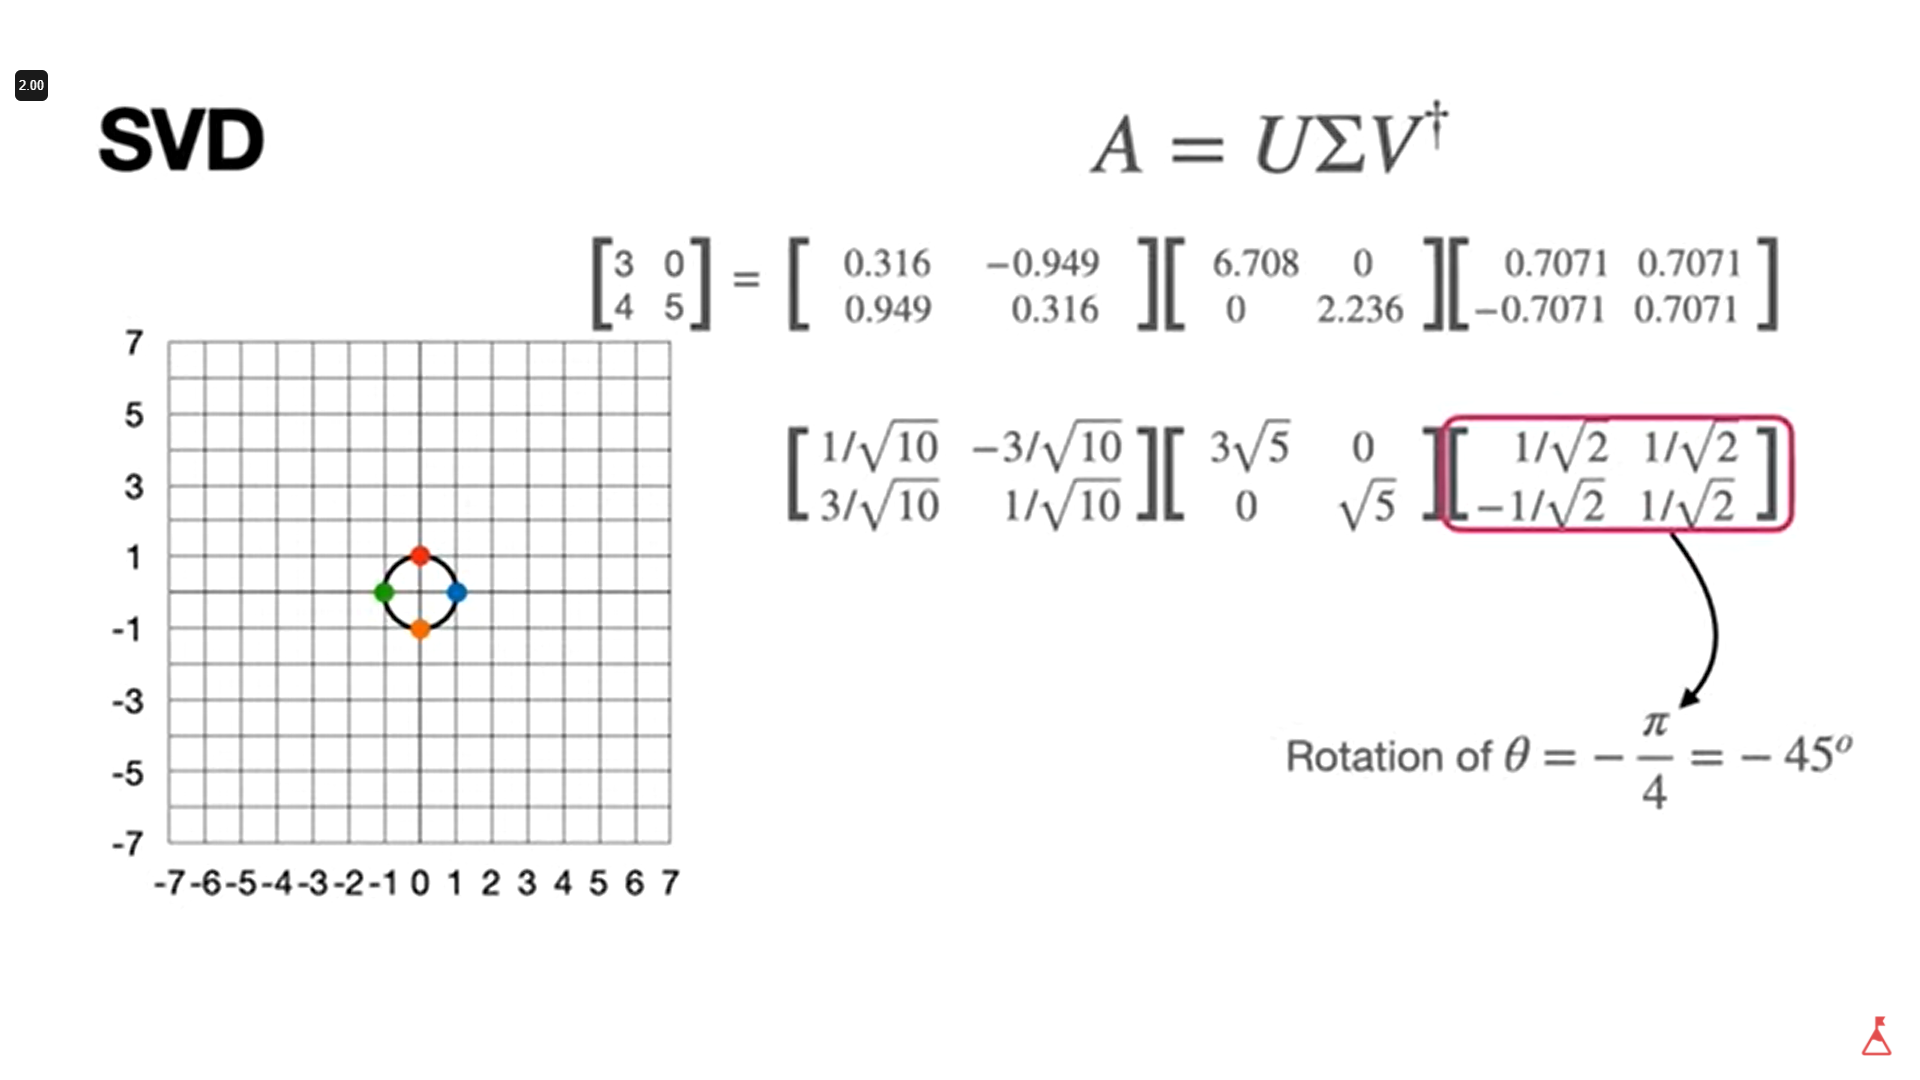 2.00
SVD
A = UΣV†
[3 0
4 5] = [0.316 −0.949
0.949 0.316][6.708 0
0 2.236][0.7071 0.7071
−0.7071 0.7071]
[1/√10 −3/√10
3/√10 1/√10][3√5 0
0 √5][1/√2 1/√2
−1/√2 1/√2]
7
5
3
1
-1
-3
-5
-7
-7 -6 -5 -4 -3 -2 -1 0 1 2 3 4 5 6 7
Rotation of θ = − π/4 = − 45º